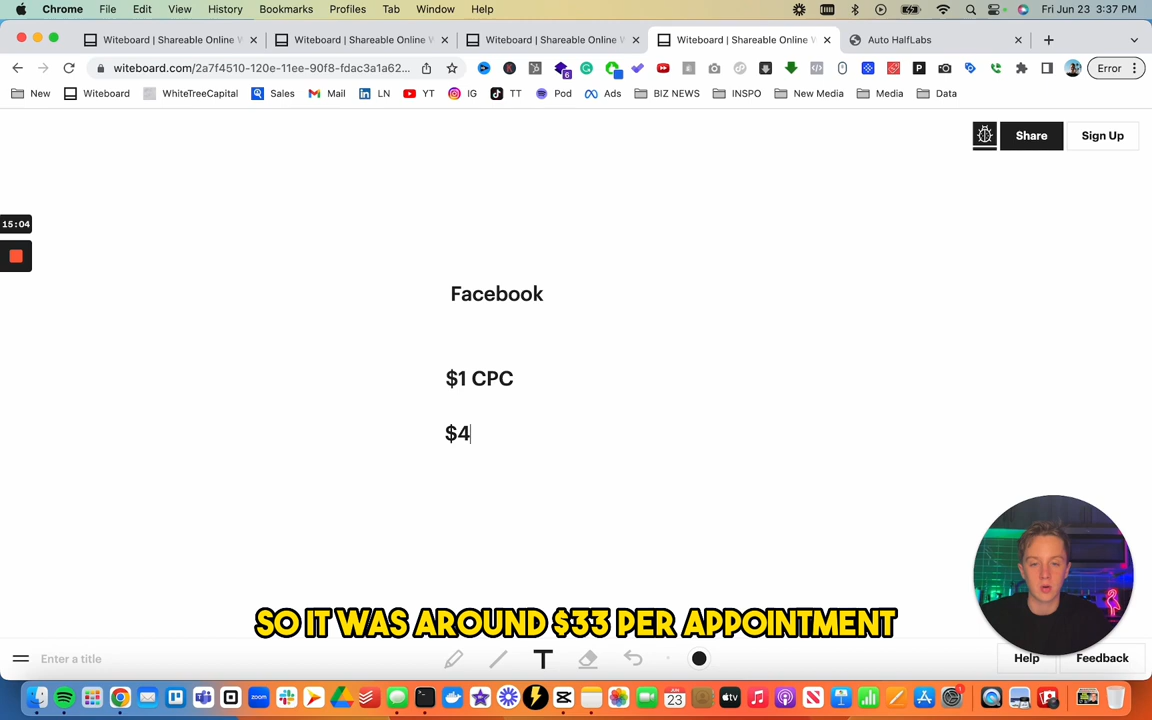 Chrome File Edit View History Bookmarks Profiles Tab Window Help Fri Jun 23 3:37 PM
Witeboard | Shareable Online W Witeboard | Shareable Online W Witeboard | Shareable Online W Witeboard | Shareable Online W Auto HalfLabs
witeboard.com/2a7f4510-120e-11ee-90f8-fdac3a1a62... 6 P Error
New Witeboard WhiteTreeCapital Sales Mail LN YT IG TT Pod Ads BIZ NEWS INSPO New Media Media Data
Share Sign Up
15:04
Facebook
$1 CPC
$4
SO IT WAS AROUND $33 PER APPOINTMENT
Enter a title T Help Feedback